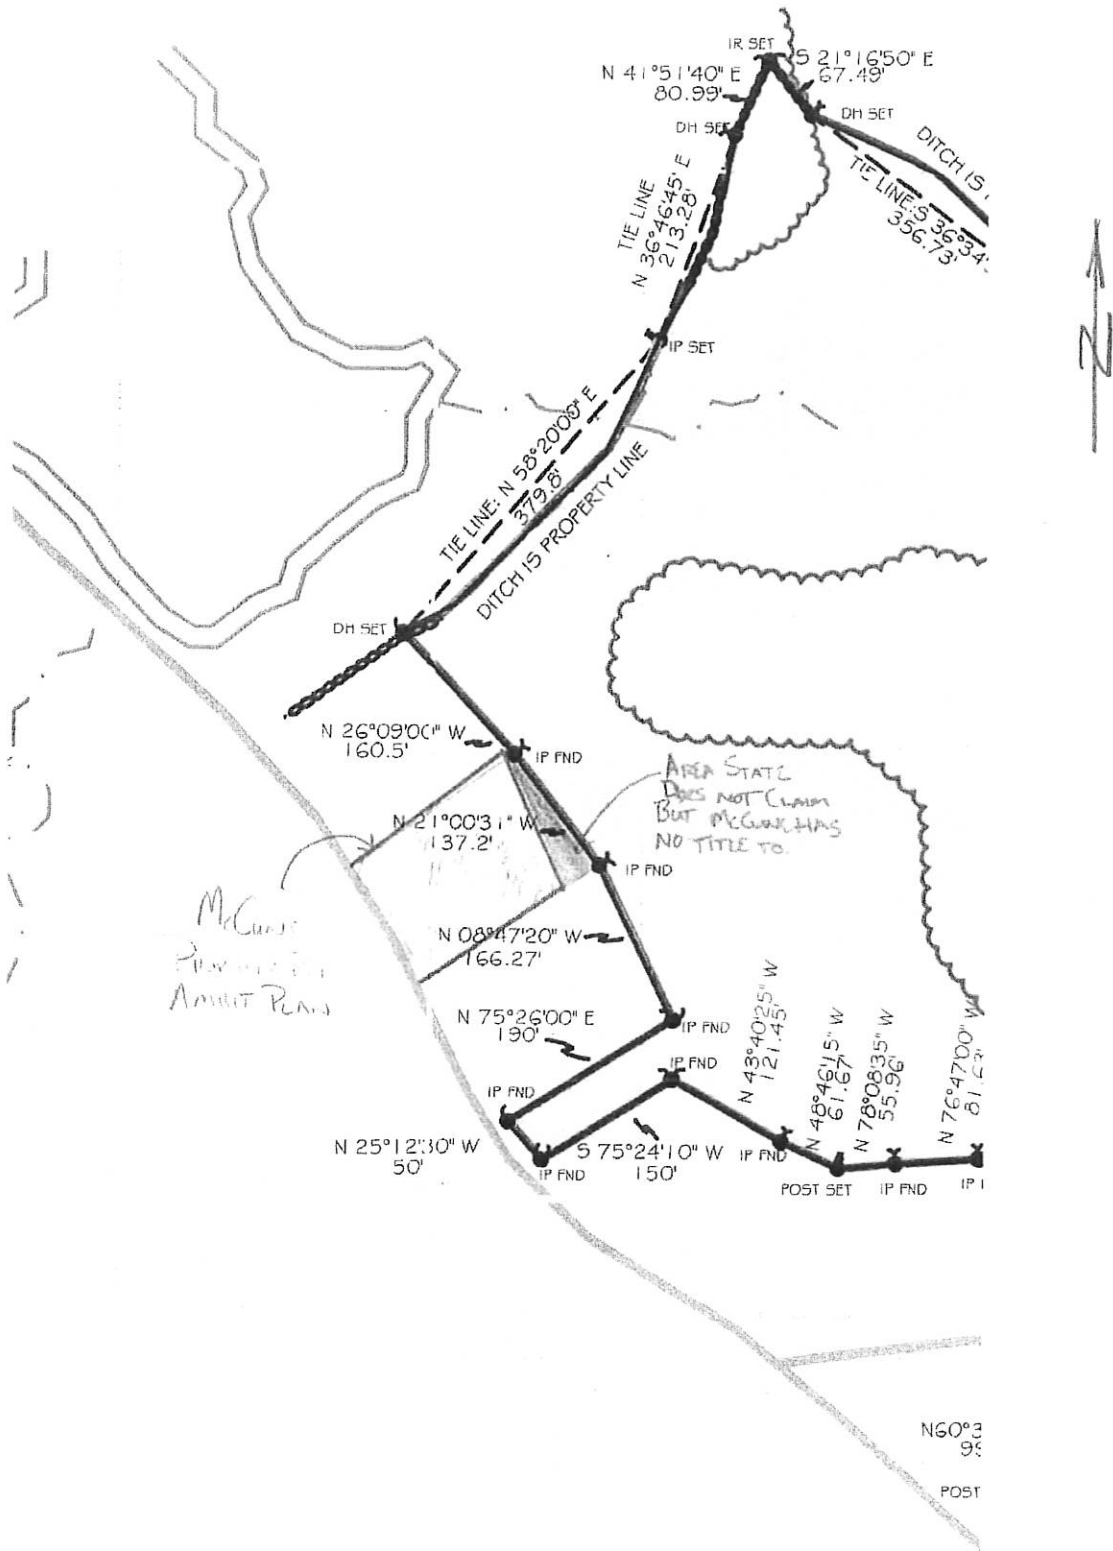 IR SET
S 21°16'50" E
67.49'
N 41°51'40" E
80.99'
DH SET
DH SET
DITCH IS
TIE LINE: S 36°34'
356.73'
TIE LINE
N 36°46'45" E
213.28'
N
IP SET
TIE LINE: N 58°20'00" E
379.8'
DITCH IS PROPERTY LINE
DH SET
N 26°09'00" W
160.5'
IP FND
AREA STATE
DOES NOT CLAIM
BUT McGUNK HAS
NO TITLE TO.
N 21°00'31" W
137.2'
IP FND
N 08°47'20" W
166.27'
N 75°26'00" E
190'
IP FND
IP FND
IP FND
N 43°40'25" W
121.45'
N 48°46'15" W
61.67'
N 78°08'35" W
55.96'
N 76°47'00" W
81.67'
N 25°12'30" W
50'
IP FND
S 75°24'10" W
150'
IP FND
POST SET
IP FND
IP
N60°3
99
POST